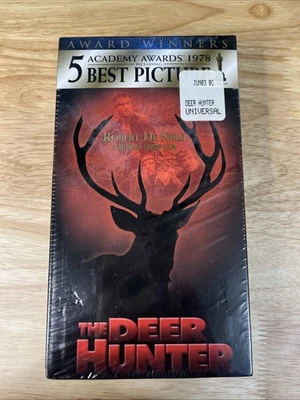 AWARD WINNERS
5 ACADEMY AWARDS 1978
INCLUDING
BEST PICTURE
JUN03 BC
DEER HUNTER
UNIVERSAL
ROBERT DE NIRO
THE DEER
HUNTER